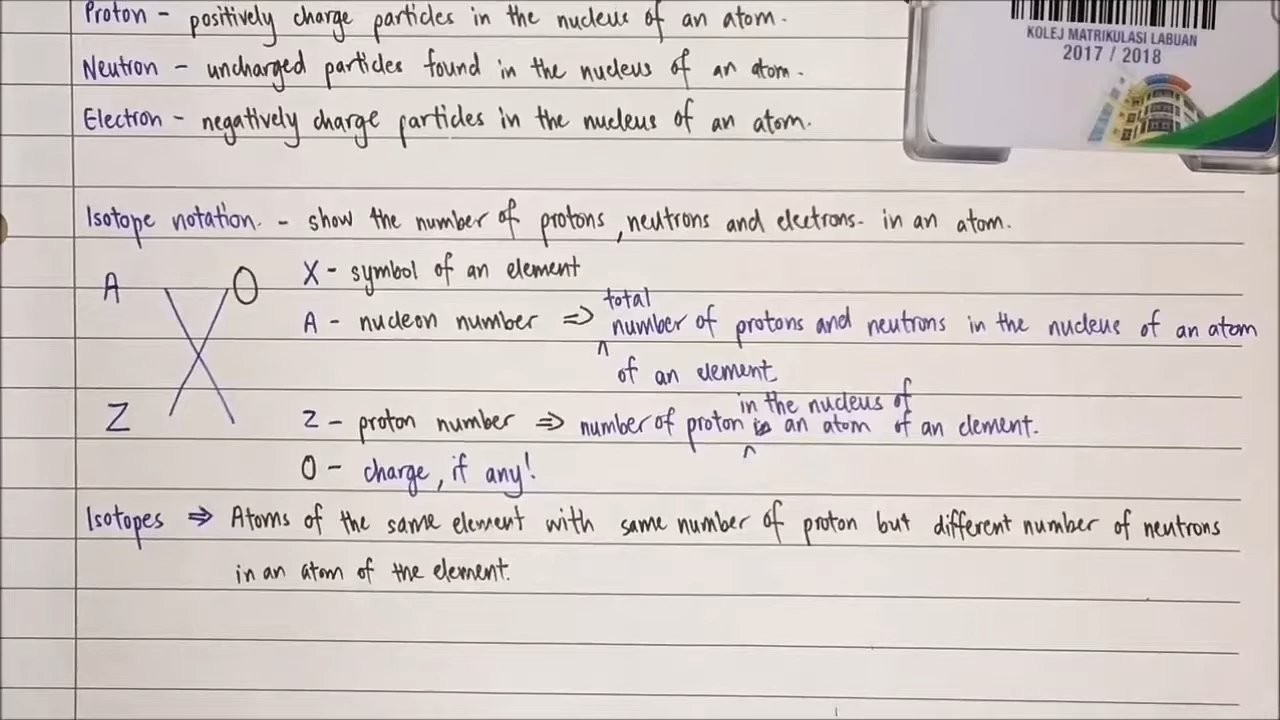 Proton - positively charge particles in the nucleus of an atom.
KOLEJ MATRIKULASI LABUAN
2017 / 2018
Neutron - uncharged particles found in the nucleus of an atom.
Electron - negatively charge particles in the nucleus of an atom.
Isotope notation. - show the number of protons, neutrons and electrons. in an atom.
A X O
Z
X - symbol of an element
total
A - nucleon number => number of protons and neutrons in the nucleus of an atom
of an element
in the nucleus of
Z - proton number => number of proton is an atom of an element.
O - charge, if any!
Isotopes => Atoms of the same element with same number of proton but different number of neutrons
in an atom of the element.